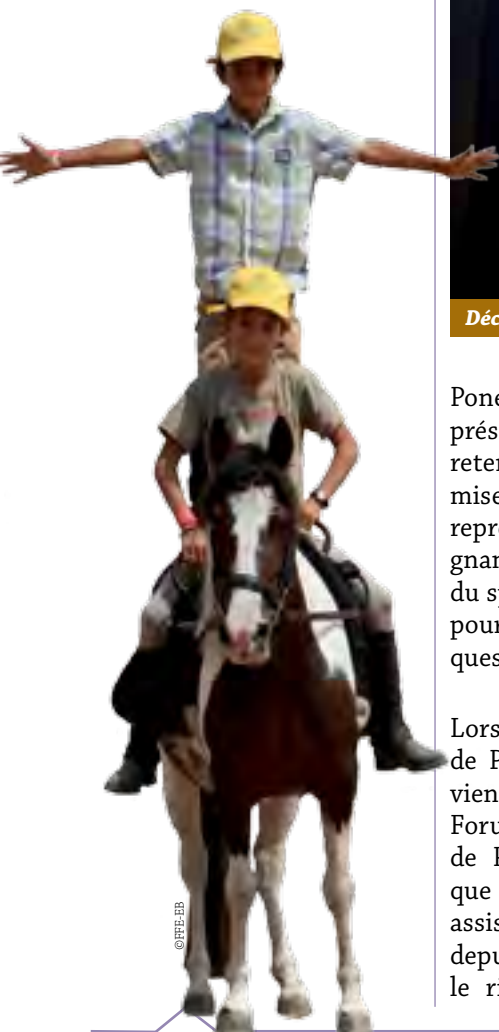 Déc
Pone
prés
reter
mise
repr
gnan
du s
pour
ques
Lors
de P
vien
Foru
de P
que
assis
depu
le ri
©FFE-EB